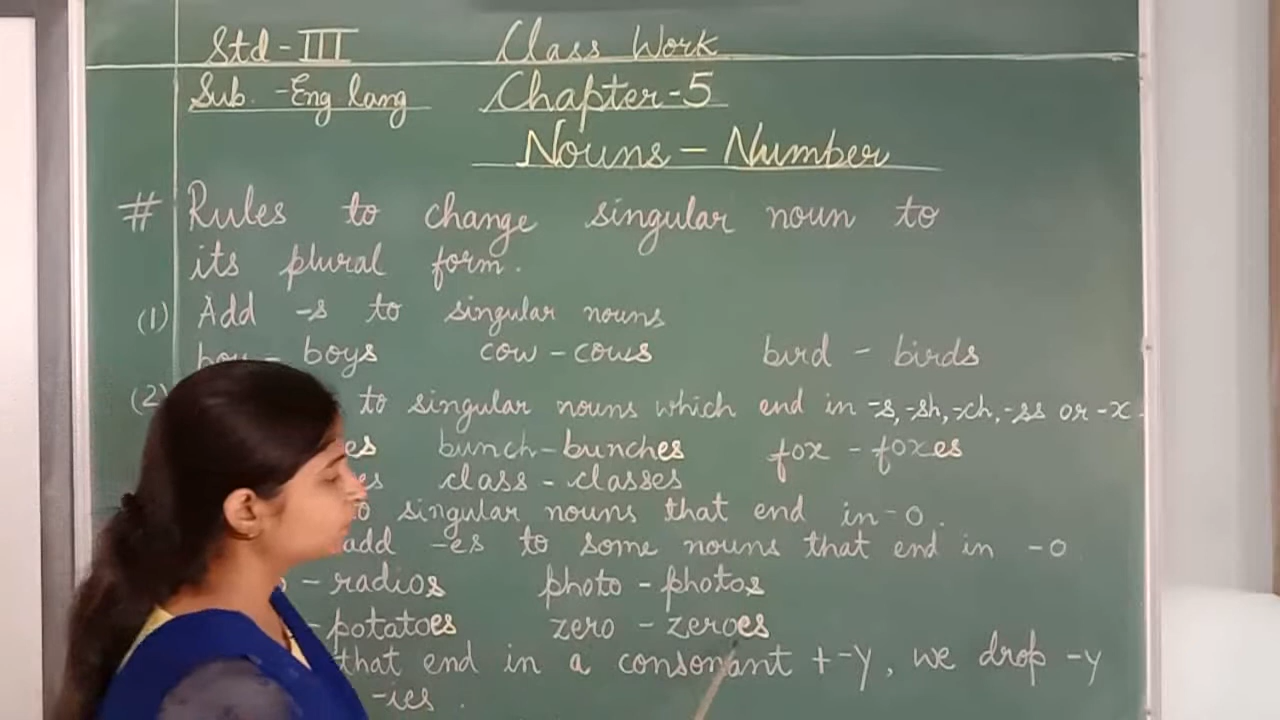 Std - III Class Work
Sub. - Eng lang Chapter-5
Nouns - Number
# Rules to change singular noun to
its plural form.
(1) Add -s to singular nouns
boy - boys cow - cows bird - birds
(2) to singular nouns which end in -s, -sh, -ch, -ss or -x.
es bunch - bunches fox - foxes
es class - classes
singular nouns that end in -o.
add -es to some nouns that end in -o
- radios photo - photos
- potatoes zero - zeroes
that end in a consonant + -y, we drop -y
-ies.